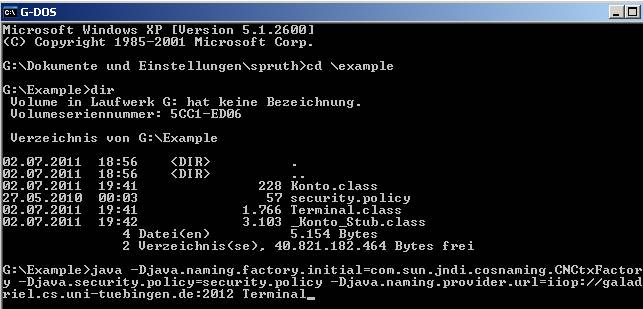 G-DOS
Microsoft Windows XP [Version 5.1.2600]
(C) Copyright 1985-2001 Microsoft Corp.
G:\Dokumente und Einstellungen\spruth>cd \example
G:\Example>dir
Volume in Laufwerk G: hat keine Bezeichnung.
Volumeseriennummer: 5CC1-ED06
Verzeichnis von G:\Example
02.07.2011  18:56    <DIR>          .
02.07.2011  18:56    <DIR>          ..
02.07.2011  19:41               228 Konto.class
27.05.2010  00:03                57 security.policy
02.07.2011  19:41             1.766 Terminal.class
02.07.2011  19:42             3.103 _Konto_Stub.class
4 Datei(en)          5.154 Bytes
2 Verzeichnis(se), 40.821.182.464 Bytes frei
G:\Example>java -Djava.naming.factory.initial=com.sun.jndi.cosnaming.CNCtxFactor
y -Djava.security.policy=security.policy -Djava.naming.provider.url=iiop://galad
riel.cs.uni-tuebingen.de:2012 Terminal_